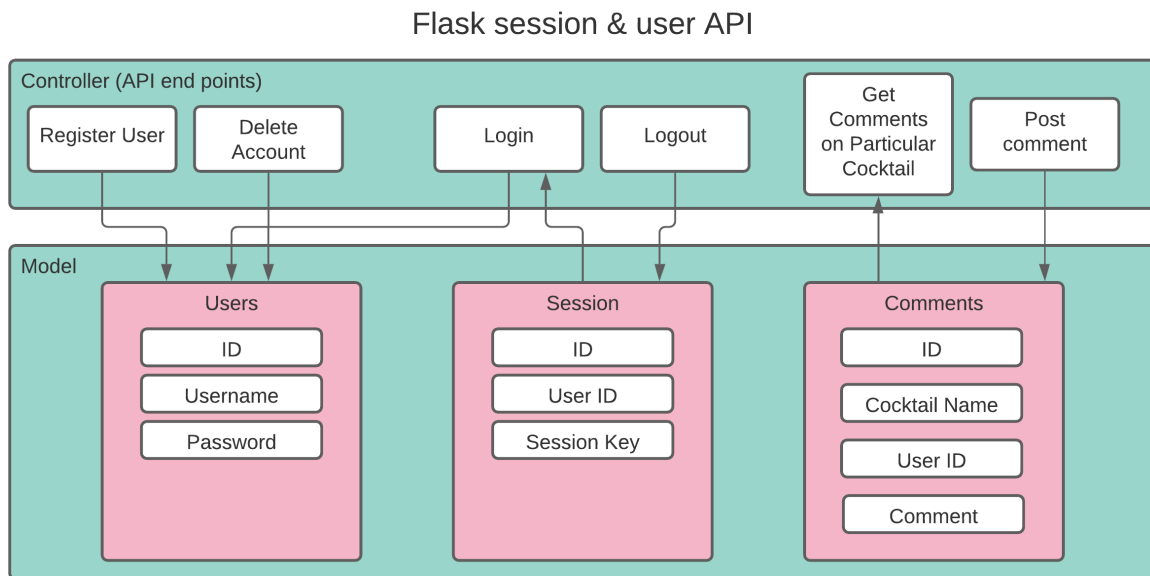 Flask session & user API
Controller (API end points)
Register User
Delete
Account
Login
Logout
Get
Comments
on Particular
Cocktail
Post
comment
Model
Users
ID
Username
Password
Session
ID
User ID
Session Key
Comments
ID
Cocktail Name
User ID
Comment